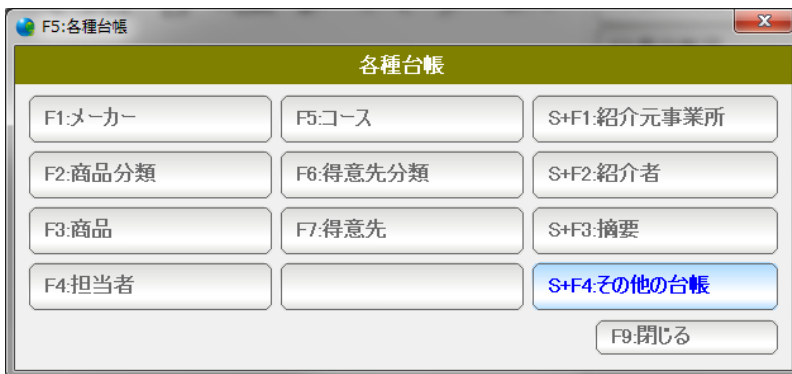 F5:各種台帳
各種台帳
F1:メーカー
F5:コース
S+F1:紹介元事業所
F2:商品分類
F6:得意先分類
S+F2:紹介者
F3:商品
F7:得意先
S+F3:摘要
F4:担当者
S+F4:その他の台帳
F9:閉じる